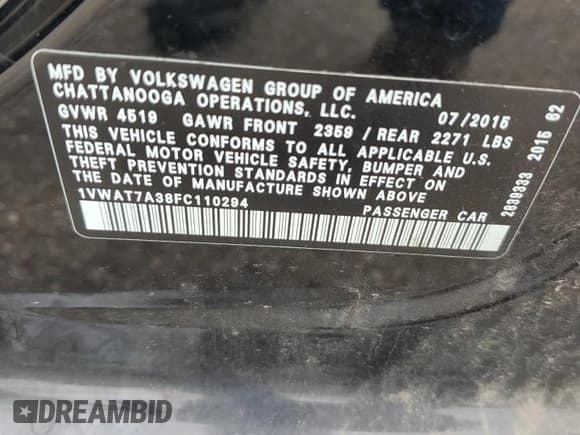 MFD BY VOLKSWAGEN GROUP OF AMERICA
CHATTANOOGA OPERATIONS, LLC. 07/2015
GVWR 4519 GAWR FRONT 2359 / REAR 2271 LBS
THIS VEHICLE CONFORMS TO ALL APPLICABLE U.S.
FEDERAL MOTOR VEHICLE SAFETY, BUMPER AND
THEFT PREVENTION STANDARDS IN EFFECT ON
THE DATE OF MANUFACTURE SHOWN ABOVE
1VWAT7A38FC110294 PASSENGER CAR
2838333 2015 62
DREAMBID